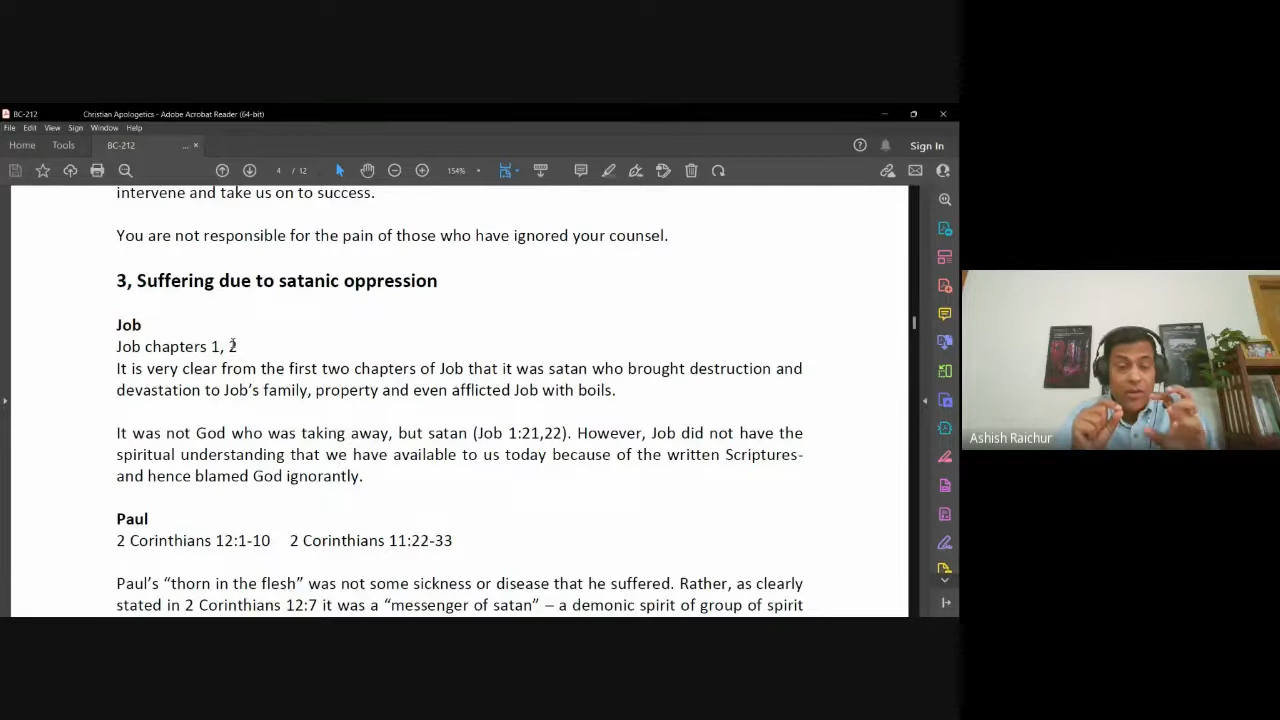 BC-212 Christian Apologetics - Adobe Acrobat Reader (64-bit)
File Edit View Sign Window Help
Home Tools BC-212 ... × Sign In
4 / 12 154%
intervene and take us on to success.
You are not responsible for the pain of those who have ignored your counsel.
3, Suffering due to satanic oppression
Job
Job chapters 1, 2
It is very clear from the first two chapters of Job that it was satan who brought destruction and
devastation to Job's family, property and even afflicted Job with boils.
It was not God who was taking away, but satan (Job 1:21,22). However, Job did not have the
spiritual understanding that we have available to us today because of the written Scriptures-
and hence blamed God ignorantly.
Paul
2 Corinthians 12:1-10 2 Corinthians 11:22-33
Paul's “thorn in the flesh” was not some sickness or disease that he suffered. Rather, as clearly
stated in 2 Corinthians 12:7 it was a “messenger of satan” – a demonic spirit of group of spirit
Ashish Raichur